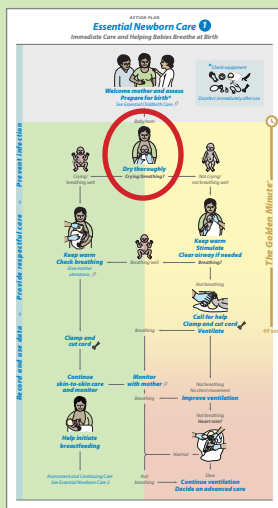 ACTION PLAN
Essential Newborn Care 1
Immediate Care and Helping Babies Breathe at Birth
Welcome mother and assess
Prepare for birth*
See Essential Childbirth Care
*Check equipment
Disinfect immediately after use
Baby born
Dry thoroughly
Crying/breathing?
Crying/
breathing well
Not crying/
not breathing well
Keep warm
Check breathing
Give mother
uterotonic
Breathing well
Keep warm
Stimulate
Clear airway if needed
Breathing?
Not breathing
Call for help
Clamp and cut cord
Ventilate
Breathing
60 sec
Clamp and
cut cord
Continue
skin-to-skin care
and monitor
Monitor
with mother
Not breathing
No chest movement
Breathing
Improve ventilation
Not breathing
Heart rate?
Help initiate
breastfeeding
Normal
Slow
Assessment and Continuing Care
See Essential Newborn Care 2
Not
breathing
Continue ventilation
Decide on advanced care
Prevent infection
Provide respectful care
Record and use data
The Golden Minute